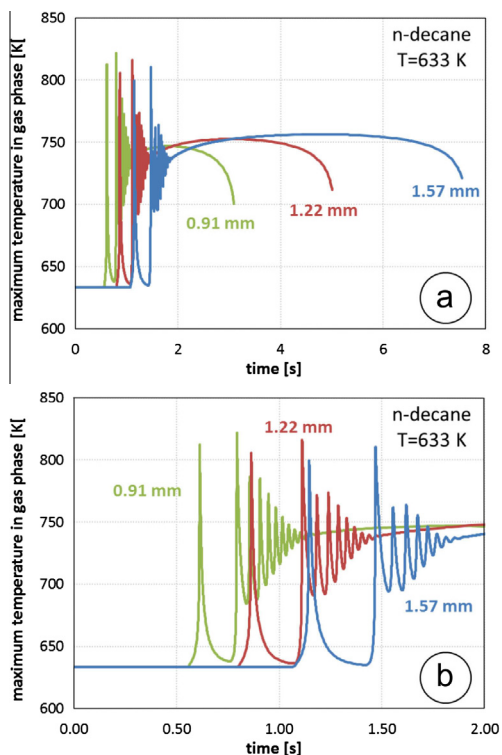 850
800
750
700
650
600
maximum temperature in gas phase [K[
n-decane
T=633 K
0.91 mm
1.22 mm
1.57 mm
a
0 2 4 6 8
time [s]
850
800
750
700
650
600
maximum temperature in gas phase [K[
n-decane
T=633 K
1.22 mm
0.91 mm
1.57 mm
b
0.00 0.50 1.00 1.50 2.00
time [s]